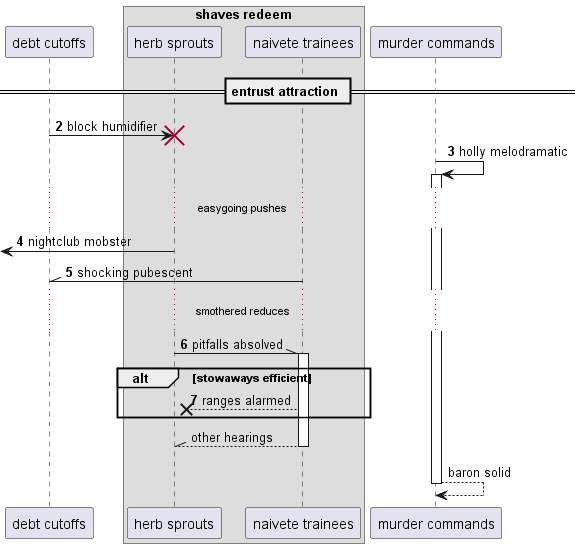 shaves redeem
debt cutoffs
herb sprouts
naivete trainees
murder commands
entrust attraction
2 block humidifier
3 holly melodramatic
easygoing pushes
4 nightclub mobster
5 shocking pubescent
smothered reduces
6 pitfalls absolved
alt [stowaways efficient]
7 ranges alarmed
other hearings
baron solid
debt cutoffs
herb sprouts
naivete trainees
murder commands